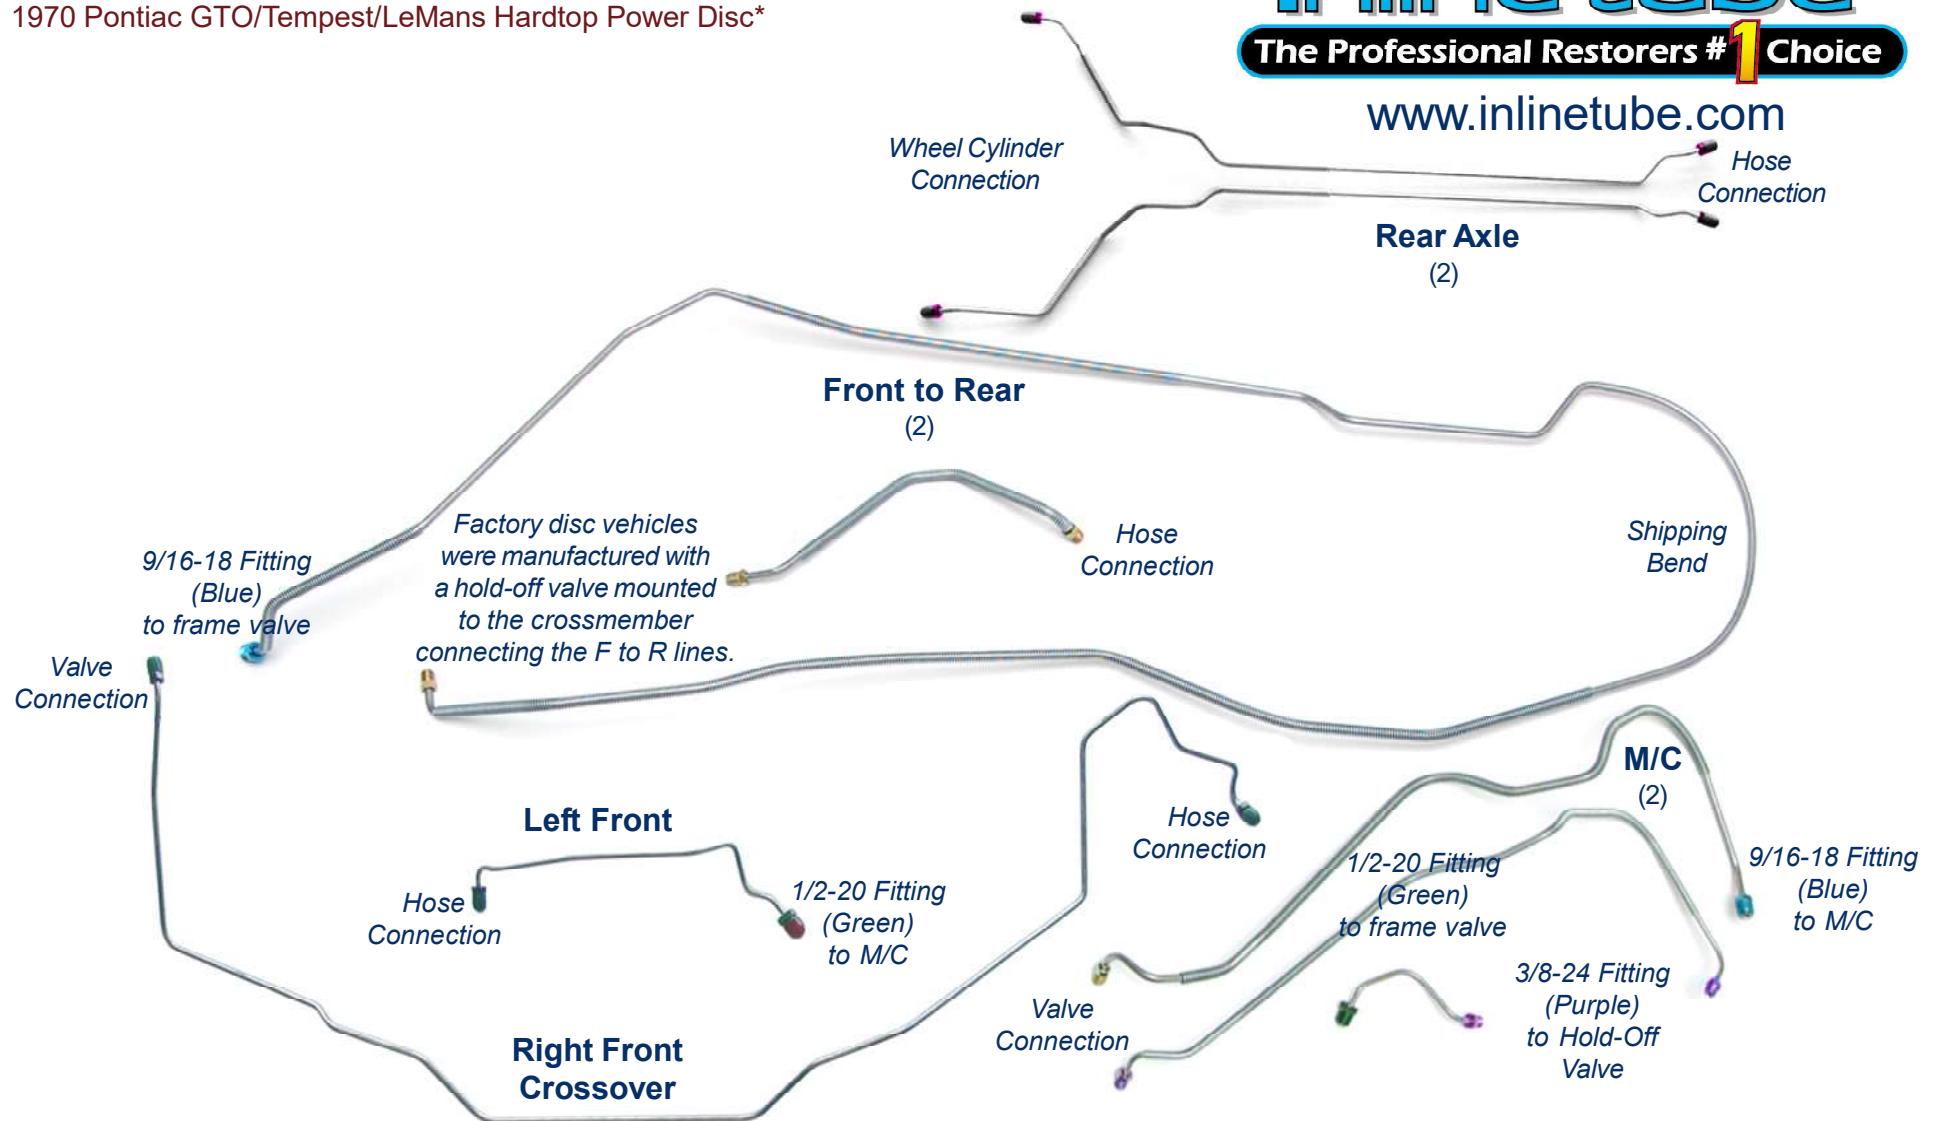 1970 Pontiac GTO/Tempest/LeMans Hardtop Power Disc*
inline tube
The Professional Restorers #1 Choice
www.inlinetube.com
Wheel Cylinder
Connection
Hose
Connection
Rear Axle
(2)
Front to Rear
(2)
Factory disc vehicles
were manufactured with
a hold-off valve mounted
to the crossmember
connecting the F to R lines.
Hose
Connection
Shipping
Bend
9/16-18 Fitting
(Blue)
to frame valve
Valve
Connection
M/C
(2)
Left Front
Hose
Connection
1/2-20 Fitting
(Green)
to M/C
Hose
Connection
1/2-20 Fitting
(Green)
to frame valve
9/16-18 Fitting
(Blue)
to M/C
Valve
Connection
3/8-24 Fitting
(Purple)
to Hold-Off
Valve
Right Front
Crossover